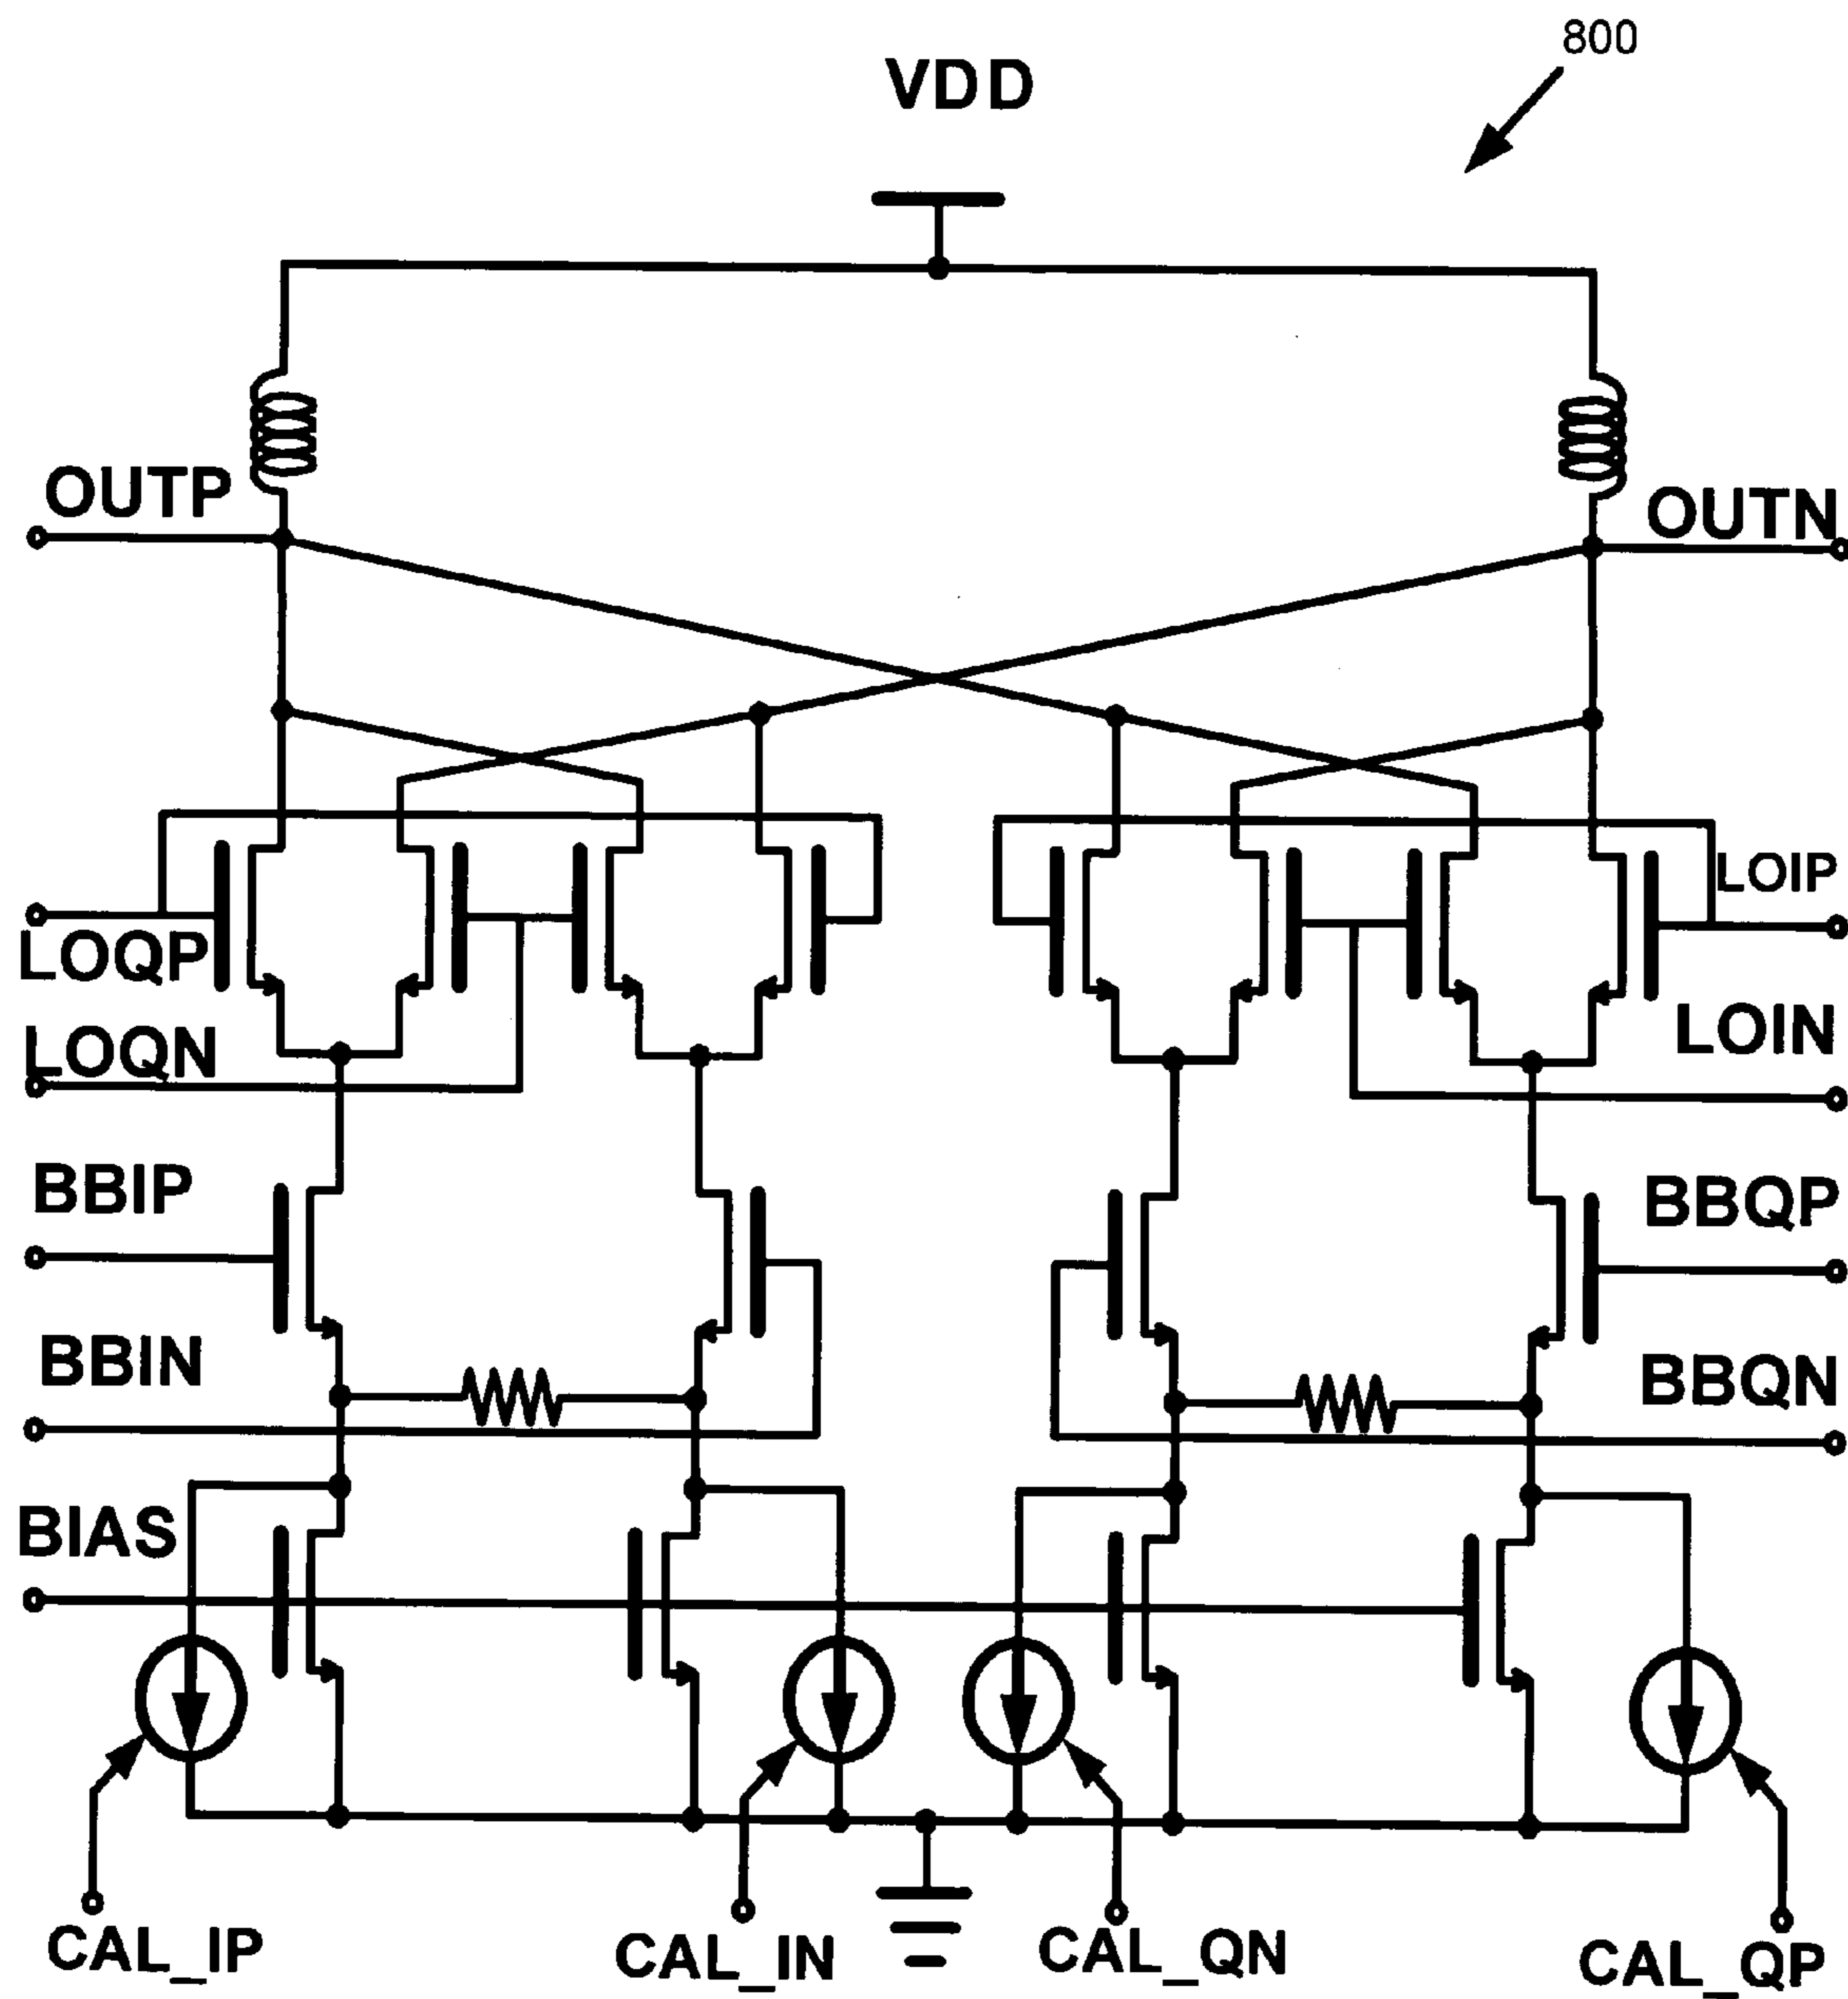 800
VDD
OUTP
OUTN
LOIP
LOQP
LOIN
LOQN
BBIP
BBQP
BBIN
BBQN
BIAS
CAL_IP
CAL_IN
CAL_QN
CAL_QP